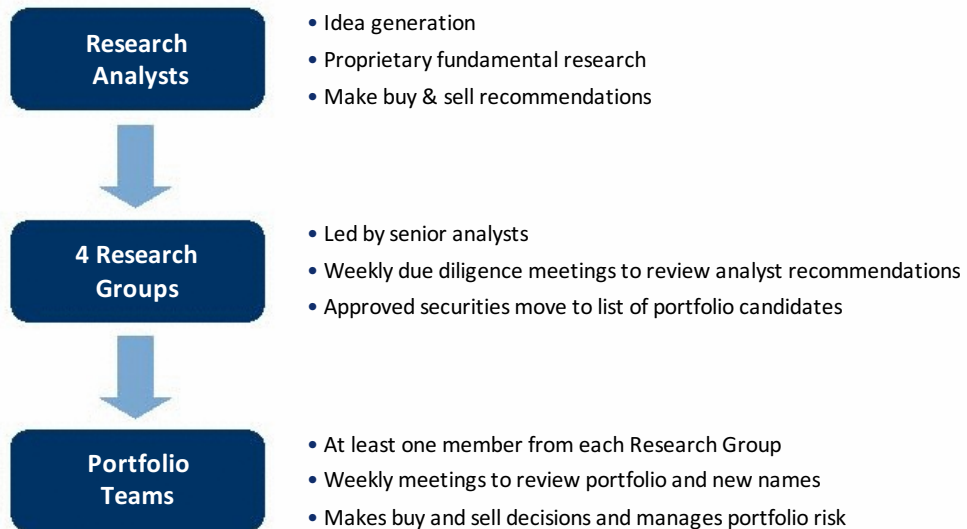 Research
Analysts
• Idea generation
• Proprietary fundamental research
• Make buy & sell recommendations
4 Research
Groups
• Led by senior analysts
• Weekly due diligence meetings to review analyst recommendations
• Approved securities move to list of portfolio candidates
Portfolio
Teams
• At least one member from each Research Group
• Weekly meetings to review portfolio and new names
• Makes buy and sell decisions and manages portfolio risk